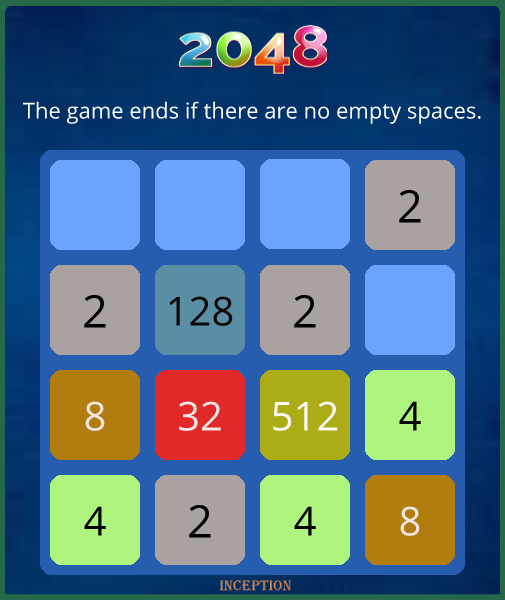 2048
The game ends if there are no empty spaces.
2
2 128 2
8 32 512 4
4 2 4 8
INCEPTION